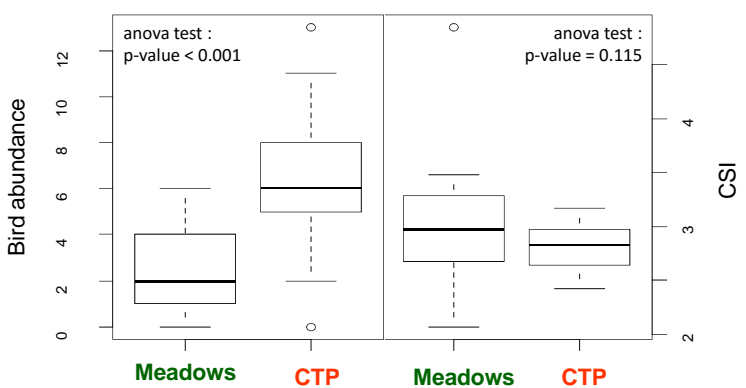 anova test :
p-value < 0.001
anova test :
p-value = 0.115
Bird abundance
12
10
8
6
4
2
0
4
3
2
CSI
Meadows CTP Meadows CTP